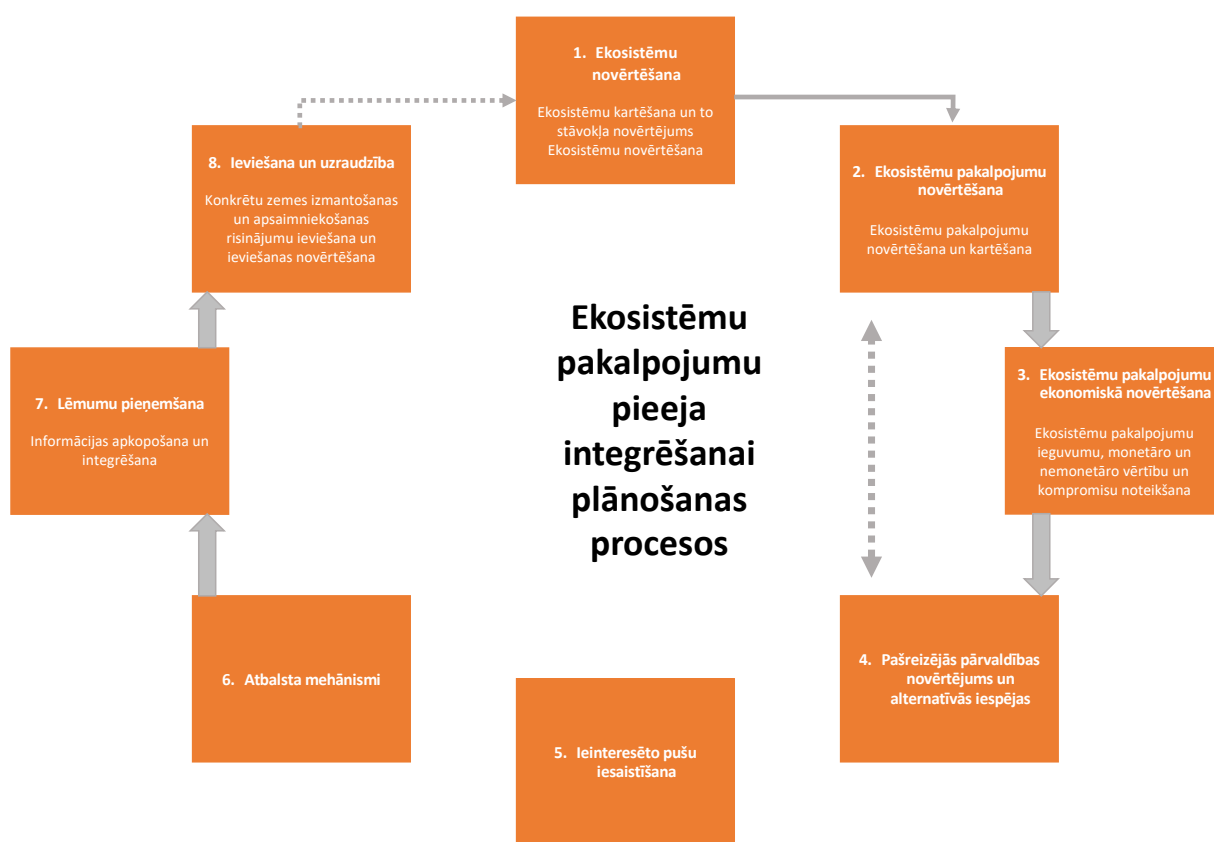 1. Ekosistēmu
novērtēšana
Ekosistēmu kartēšana un to
stāvokļa novērtējums
Ekosistēmu novērtēšana
2. Ekosistēmu pakalpojumu
novērtēšana
Ekosistēmu pakalpojumu
novērtēšana un kartēšana
3. Ekosistēmu pakalpojumu
ekonomiskā novērtēšana
Ekosistēmu pakalpojumu
ieguvumu, monetāro un
nemonetāro vērtību un
kompromisu noteikšana
4. Pašreizējās pārvaldības
novērtējums un
alternatīvās iespējas
5. Ieinteresēto pušu
iesaistīšana
6. Atbalsta mehānismi
7. Lēmumu pieņemšana
Informācijas apkopošana un
integrēšana
8. Ieviešana un uzraudzība
Konkrētu zemes izmantošanas
un apsaimniekošanas
risinājumu ieviešana un
ieviešanas novērtēšana
Ekosistēmu
pakalpojumu
pieeja
integrēšanai
plānošanas
procesos